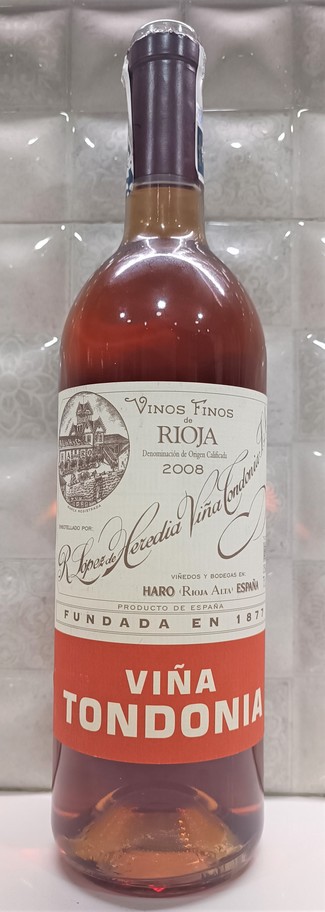 VINOS FINOS
de
RIOJA
Denominación de Origen Calificada
2008
EMBOTELLADO POR:
R. López de Heredia Viña Tondonia
VIÑEDOS Y BODEGAS EN:
HARO (RIOJA ALTA) ESPAÑA
PRODUCTO DE ESPAÑA
FUNDADA EN 1877
VIÑA
TONDONIA